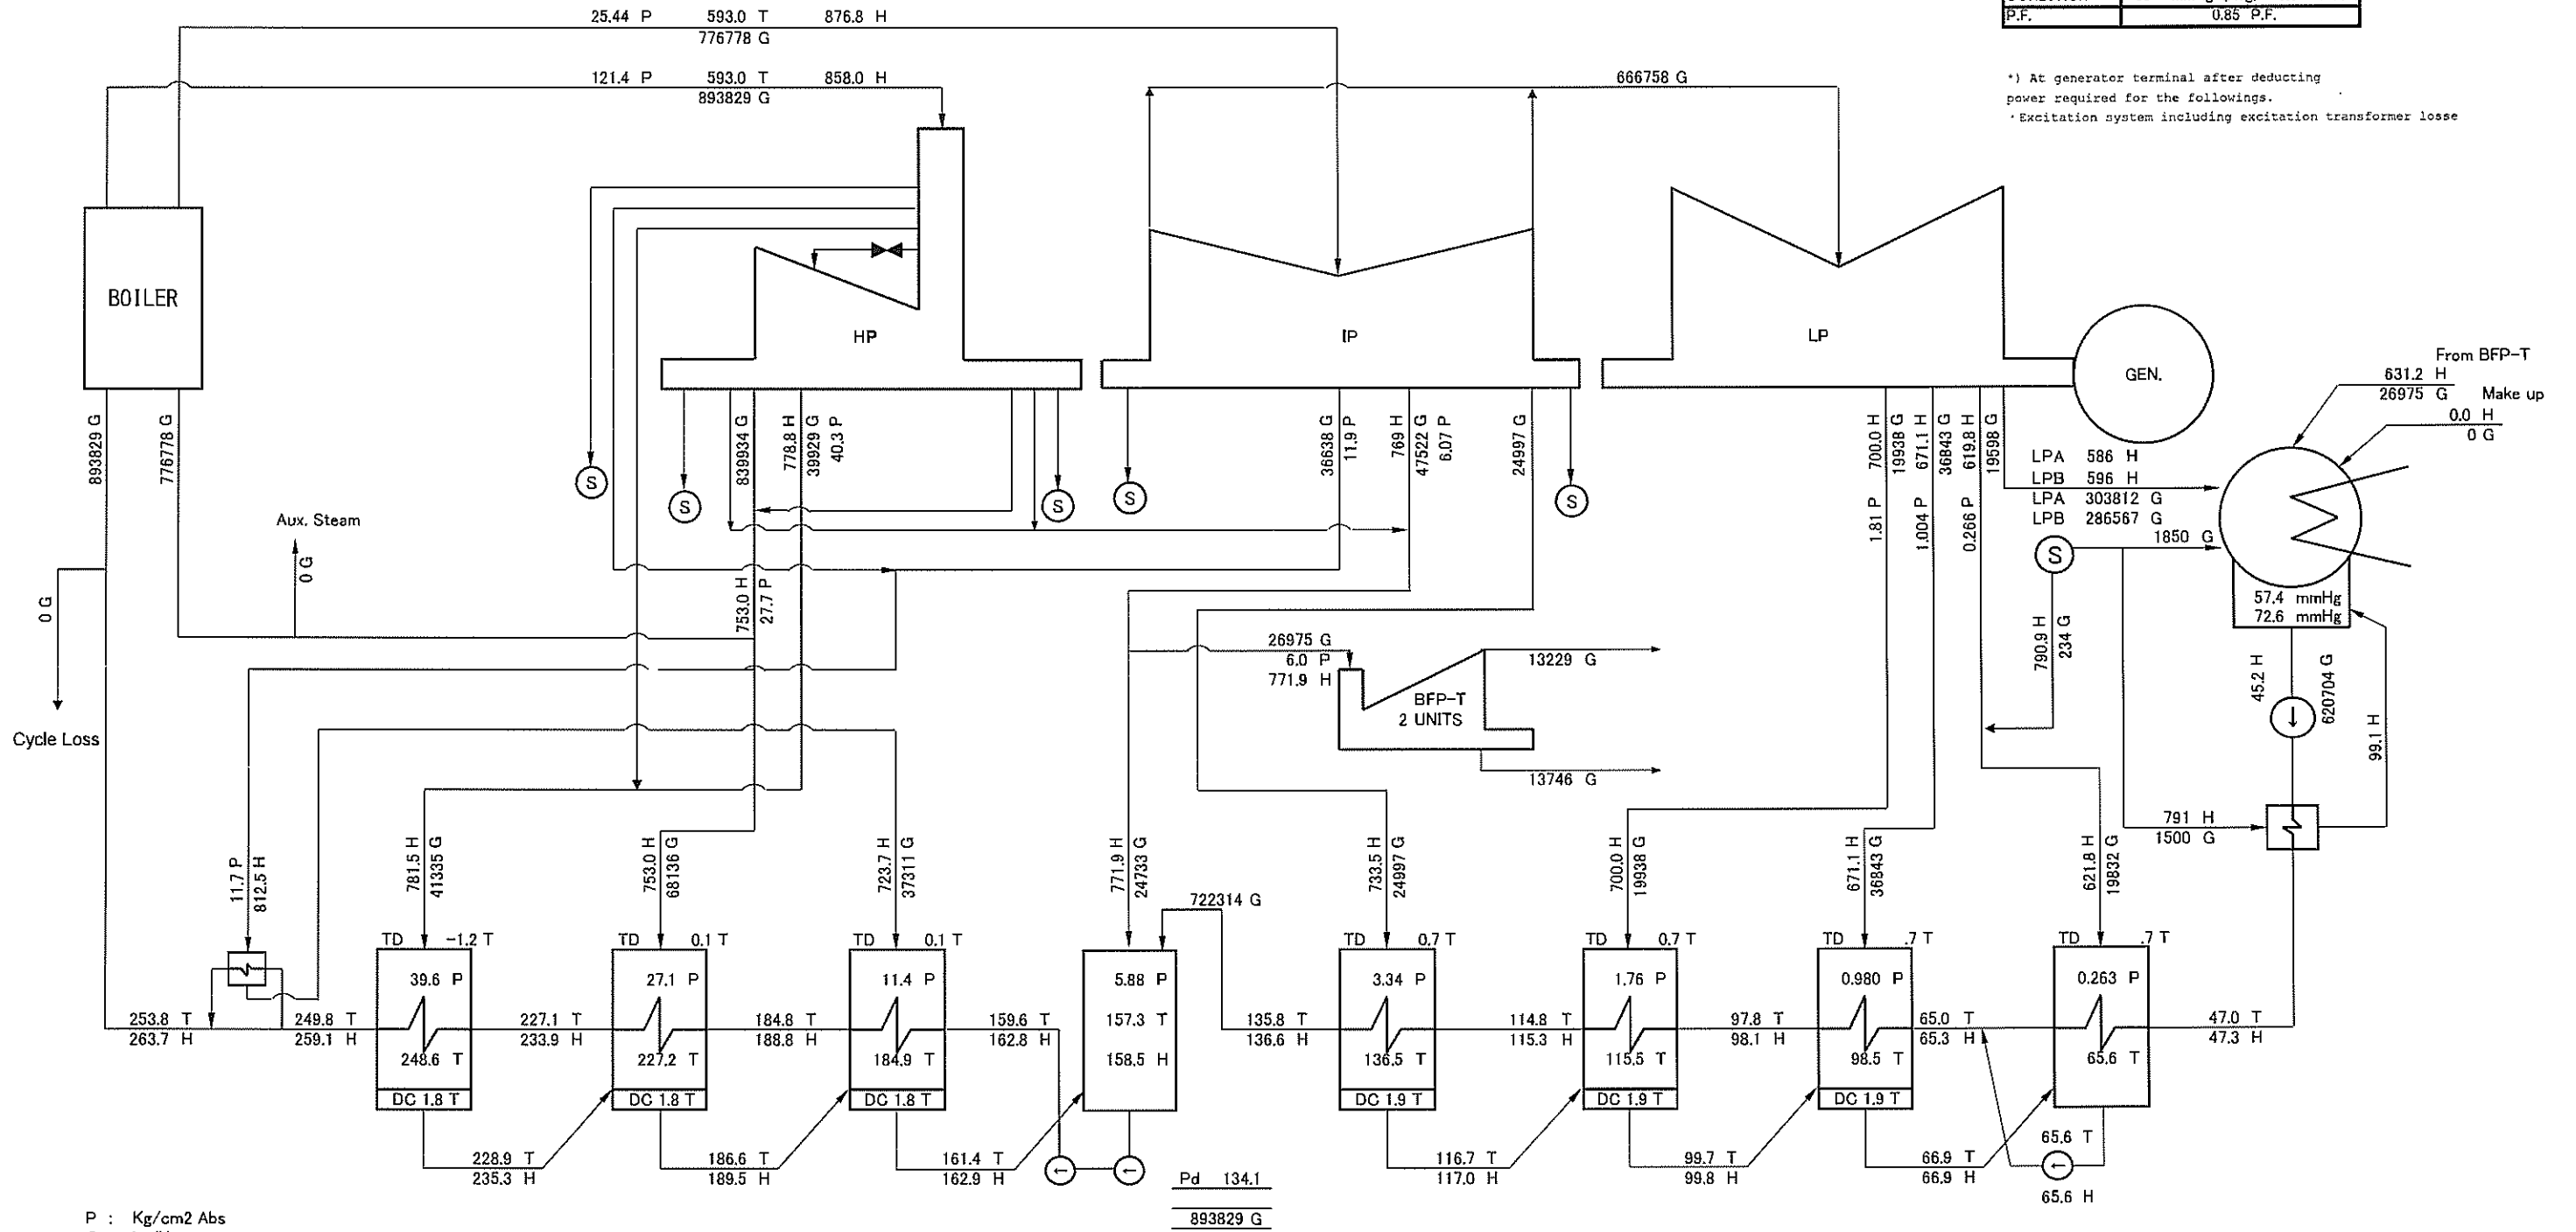 25.44 P 593.0 T 876.8 H
776778 G
121.4 P 593.0 T 858.0 H
893829 G
666758 G
P.F. 0.85 P.F.
*) At generator terminal after deducting
power required for the followings.
・Excitation system including excitation transformer losse
BOILER
HP
IP
LP
GEN.
From BFP-T
631.2 H
26975 G
Make up
0.0 H
0 G
893829 G
776778 G
839934 G
778.8 H
39929 G
40.3 P
36638 G
11.9 P
769 H
47522 G
6.07 P
24997 G
700.0 H
19938 G
671.1 H
36843 G
619.8 H
19598 G
1.81 P
1.004 P
0.266 P
LPA 586 H
LPB 596 H
LPA 303812 G
LPB 286567 G
1850 G
S
S
S
S
S
S
Aux. Steam
0 G
0 G
Cycle Loss
753.0 H
27.7 P
57.4 mmHg
72.6 mmHg
790.9 H
234 G
45.2 H
620704 G
99.1 H
26975 G
6.0 P
771.9 H
13229 G
BFP-T
2 UNITS
13746 G
791 H
1500 G
11.7 P
812.5 H
781.5 H
41335 G
753.0 H
68136 G
723.7 H
37311 G
771.9 H
24733 G
722314 G
733.5 H
24997 G
700.0 H
19938 G
671.1 H
36843 G
621.8 H
19832 G
TD -1.2 T
TD 0.1 T
TD 0.1 T
TD 0.7 T
TD 0.7 T
TD .7 T
TD .7 T
39.6 P
27.1 P
11.4 P
5.88 P
3.34 P
1.76 P
0.980 P
0.263 P
253.8 T
263.7 H
249.8 T
259.1 H
227.1 T
233.9 H
184.8 T
188.8 H
159.6 T
162.8 H
157.3 T
158.5 H
135.8 T
136.6 H
114.8 T
115.3 H
97.8 T
98.1 H
65.0 T
65.3 H
47.0 T
47.3 H
248.6 T
227.2 T
184.9 T
136.5 T
115.5 T
98.5 T
65.6 T
DC 1.8 T
DC 1.8 T
DC 1.8 T
DC 1.9 T
DC 1.9 T
DC 1.9 T
228.9 T
235.3 H
186.6 T
189.5 H
161.4 T
162.9 H
116.7 T
117.0 H
99.7 T
99.8 H
66.9 T
66.9 H
65.6 T
65.6 H
Pd 134.1
893829 G
P : Kg/cm2 Abs